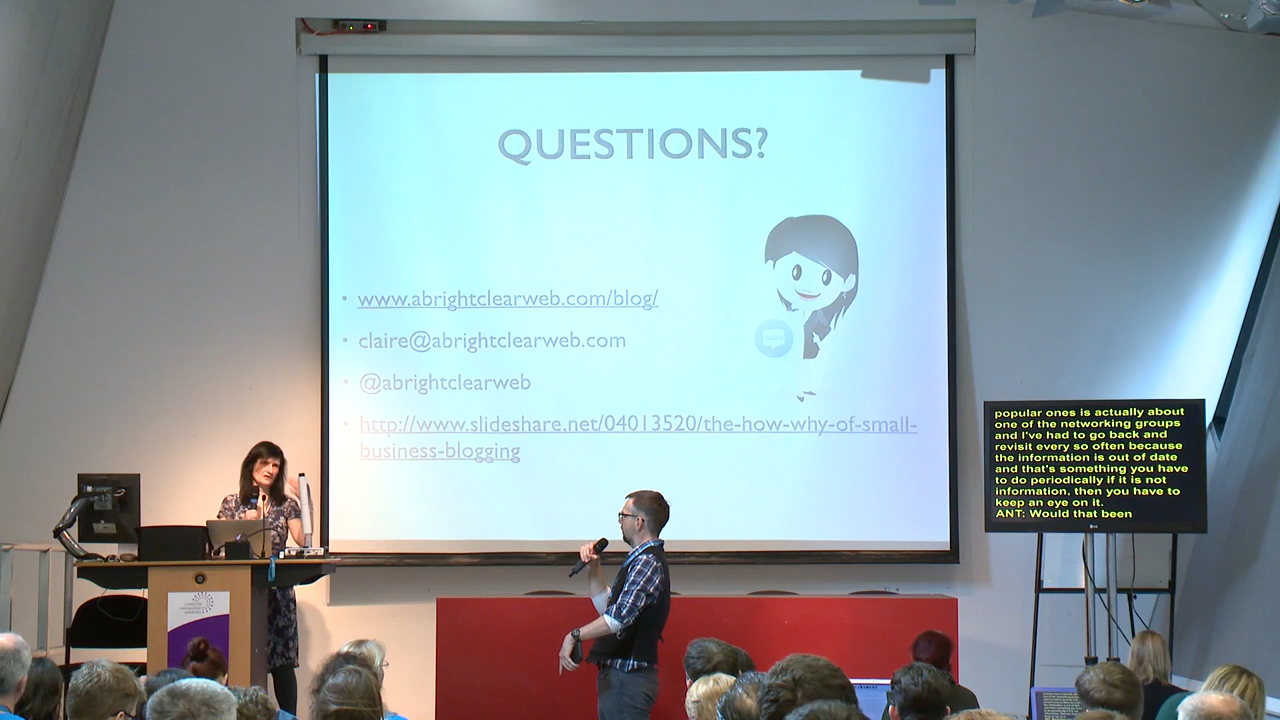 QUESTIONS?
www.abrightclearweb.com/blog/
claire@abrightclearweb.com
@abrightclearweb
http://www.slideshare.net/04013520/the-how-why-of-small-
business-blogging
popular ones is actually about
one of the networking groups
and I've had to go back and
revisit every so often because
the information is out of date
and that's something you have
to do periodically if it is not
information, then you have to
keep an eye on it.
ANT: Would that been
LG